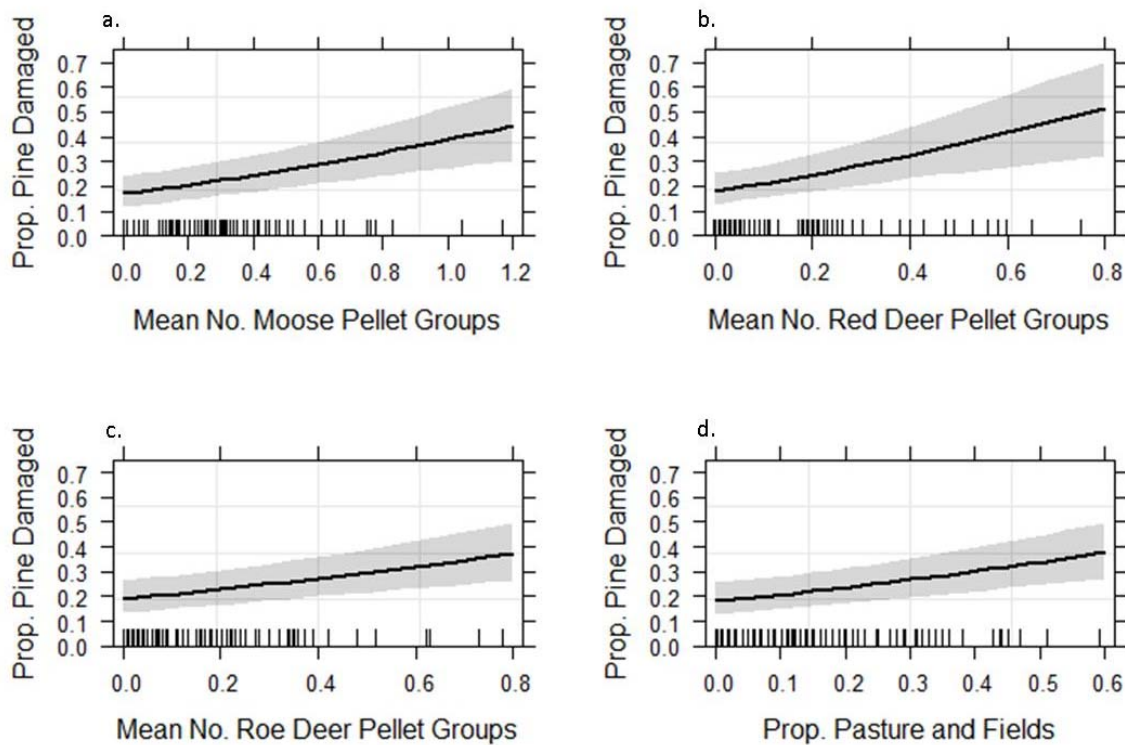 a.
Prop. Pine Damaged
0.7
0.6
0.5
0.4
0.3
0.2
0.1
0.0
0.0 0.2 0.4 0.6 0.8 1.0 1.2
Mean No. Moose Pellet Groups
b.
Prop. Pine Damaged
0.7
0.6
0.5
0.4
0.3
0.2
0.1
0.0
0.0 0.2 0.4 0.6 0.8
Mean No. Red Deer Pellet Groups
c.
Prop. Pine Damaged
0.7
0.6
0.5
0.4
0.3
0.2
0.1
0.0
0.0 0.2 0.4 0.6 0.8
Mean No. Roe Deer Pellet Groups
d.
Prop. Pine Damaged
0.7
0.6
0.5
0.4
0.3
0.2
0.1
0.0
0.0 0.1 0.2 0.3 0.4 0.5 0.6
Prop. Pasture and Fields